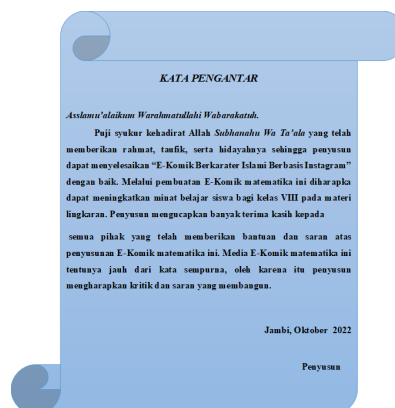 KATA PENGANTAR
Asslamu'alaikum Warahmatullahi Wabarakatuh.
Puji syukur kehadirat Allah Subhanahu Wa Ta'ala yang telah
memberikan rahmat, taufik, serta hidayahnya sehingga penyusun
dapat menyelesaikan “E-Komik Berkarater Islami Berbasis Instagram”
dengan baik. Melalui pembuatan E-Komik matematika ini diharapka
dapat meningkatkan minat belajar siswa bagi kelas VIII pada materi
lingkaran. Penyusun mengucapkan banyak terima kasih kepada
semua pihak yang telah memberikan bantuan dan saran atas
penyusunan E-Komik matematika ini. Media E-Komik matematika ini
tentunya jauh dari kata sempurna, oleh karena itu penyusun
mengharapkan kritik dan saran yang membangun.
Jambi, Oktober 2022
Penyusun